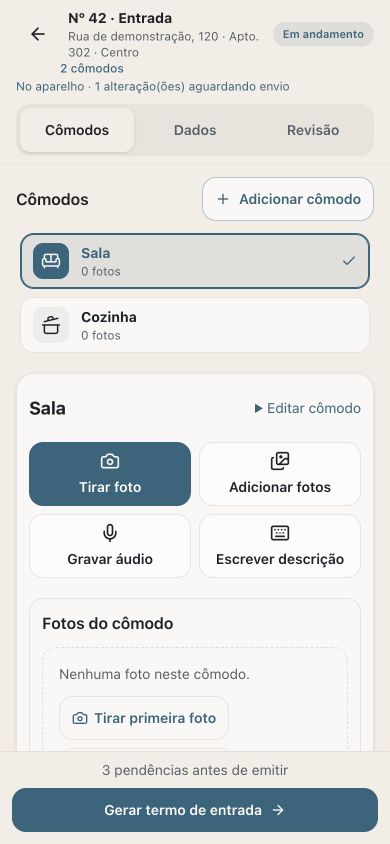 Nº 42 · Entrada
Rua de demonstração, 120 · Apto.
302 · Centro
2 cômodos
Em andamento
No aparelho · 1 alteração(ões) aguardando envio
Cômodos
Dados
Revisão
Cômodos
Adicionar cômodo
Sala
0 fotos
Cozinha
0 fotos
Sala
Editar cômodo
Tirar foto
Adicionar fotos
Gravar áudio
Escrever descrição
Fotos do cômodo
Nenhuma foto neste cômodo.
Tirar primeira foto
3 pendências antes de emitir
Gerar termo de entrada